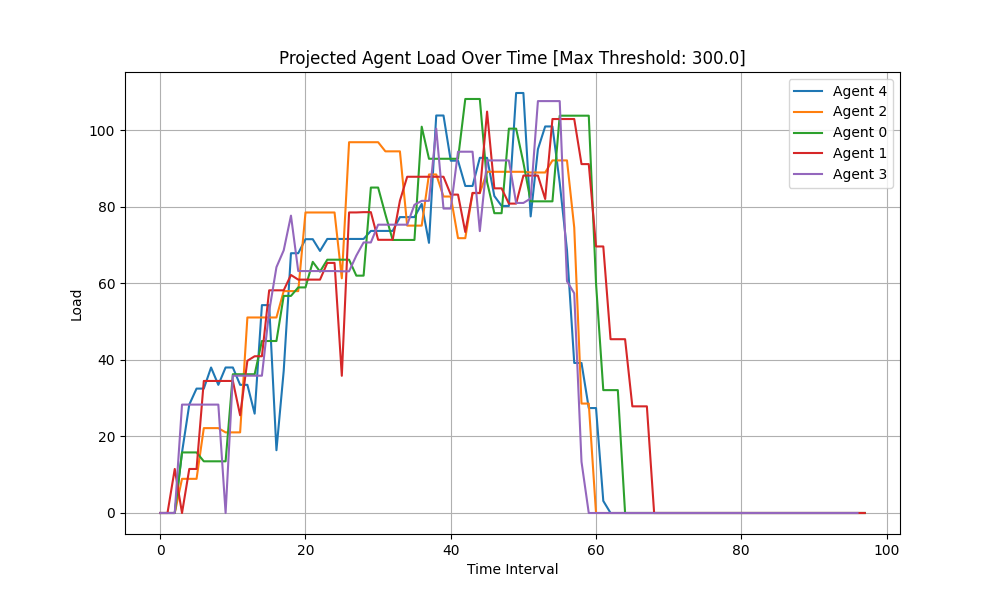 Projected Agent Load Over Time [Max Threshold: 300.0]
Load
100
80
60
40
20
0
0
20
40
60
80
100
Time Interval
Agent 4
Agent 2
Agent 0
Agent 1
Agent 3